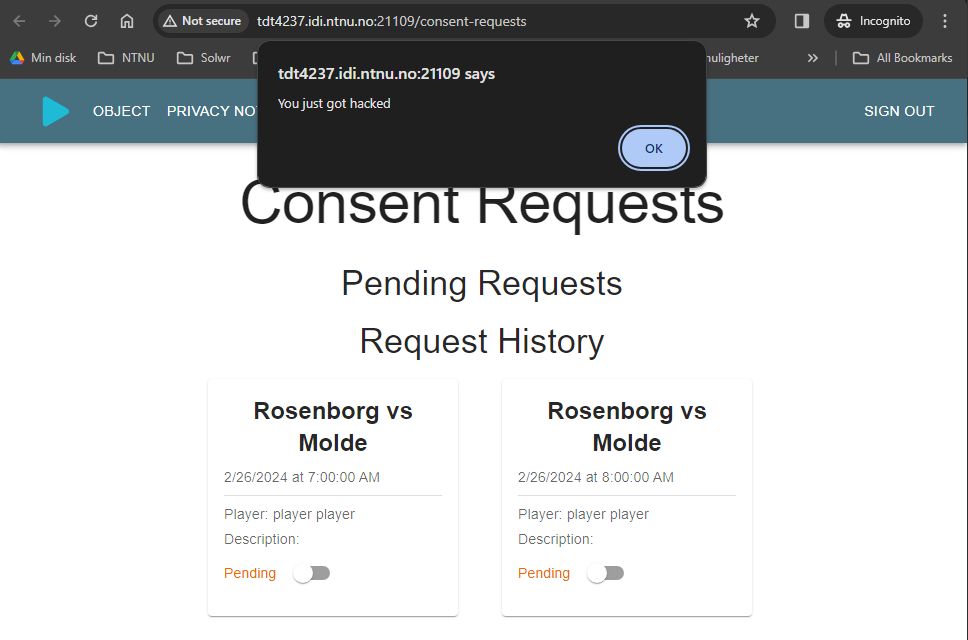 Not secure tdt4237.idi.ntnu.no:21109/consent-requests Incognito
Min disk NTNU Solwr muligheter » All Bookmarks
tdt4237.idi.ntnu.no:21109 says
You just got hacked
OK
OBJECT PRIVACY NOT SIGN OUT
Consent Requests
Pending Requests
Request History
Rosenborg vs
Molde
2/26/2024 at 7:00:00 AM
Player: player player
Description:
Pending
Rosenborg vs
Molde
2/26/2024 at 8:00:00 AM
Player: player player
Description:
Pending